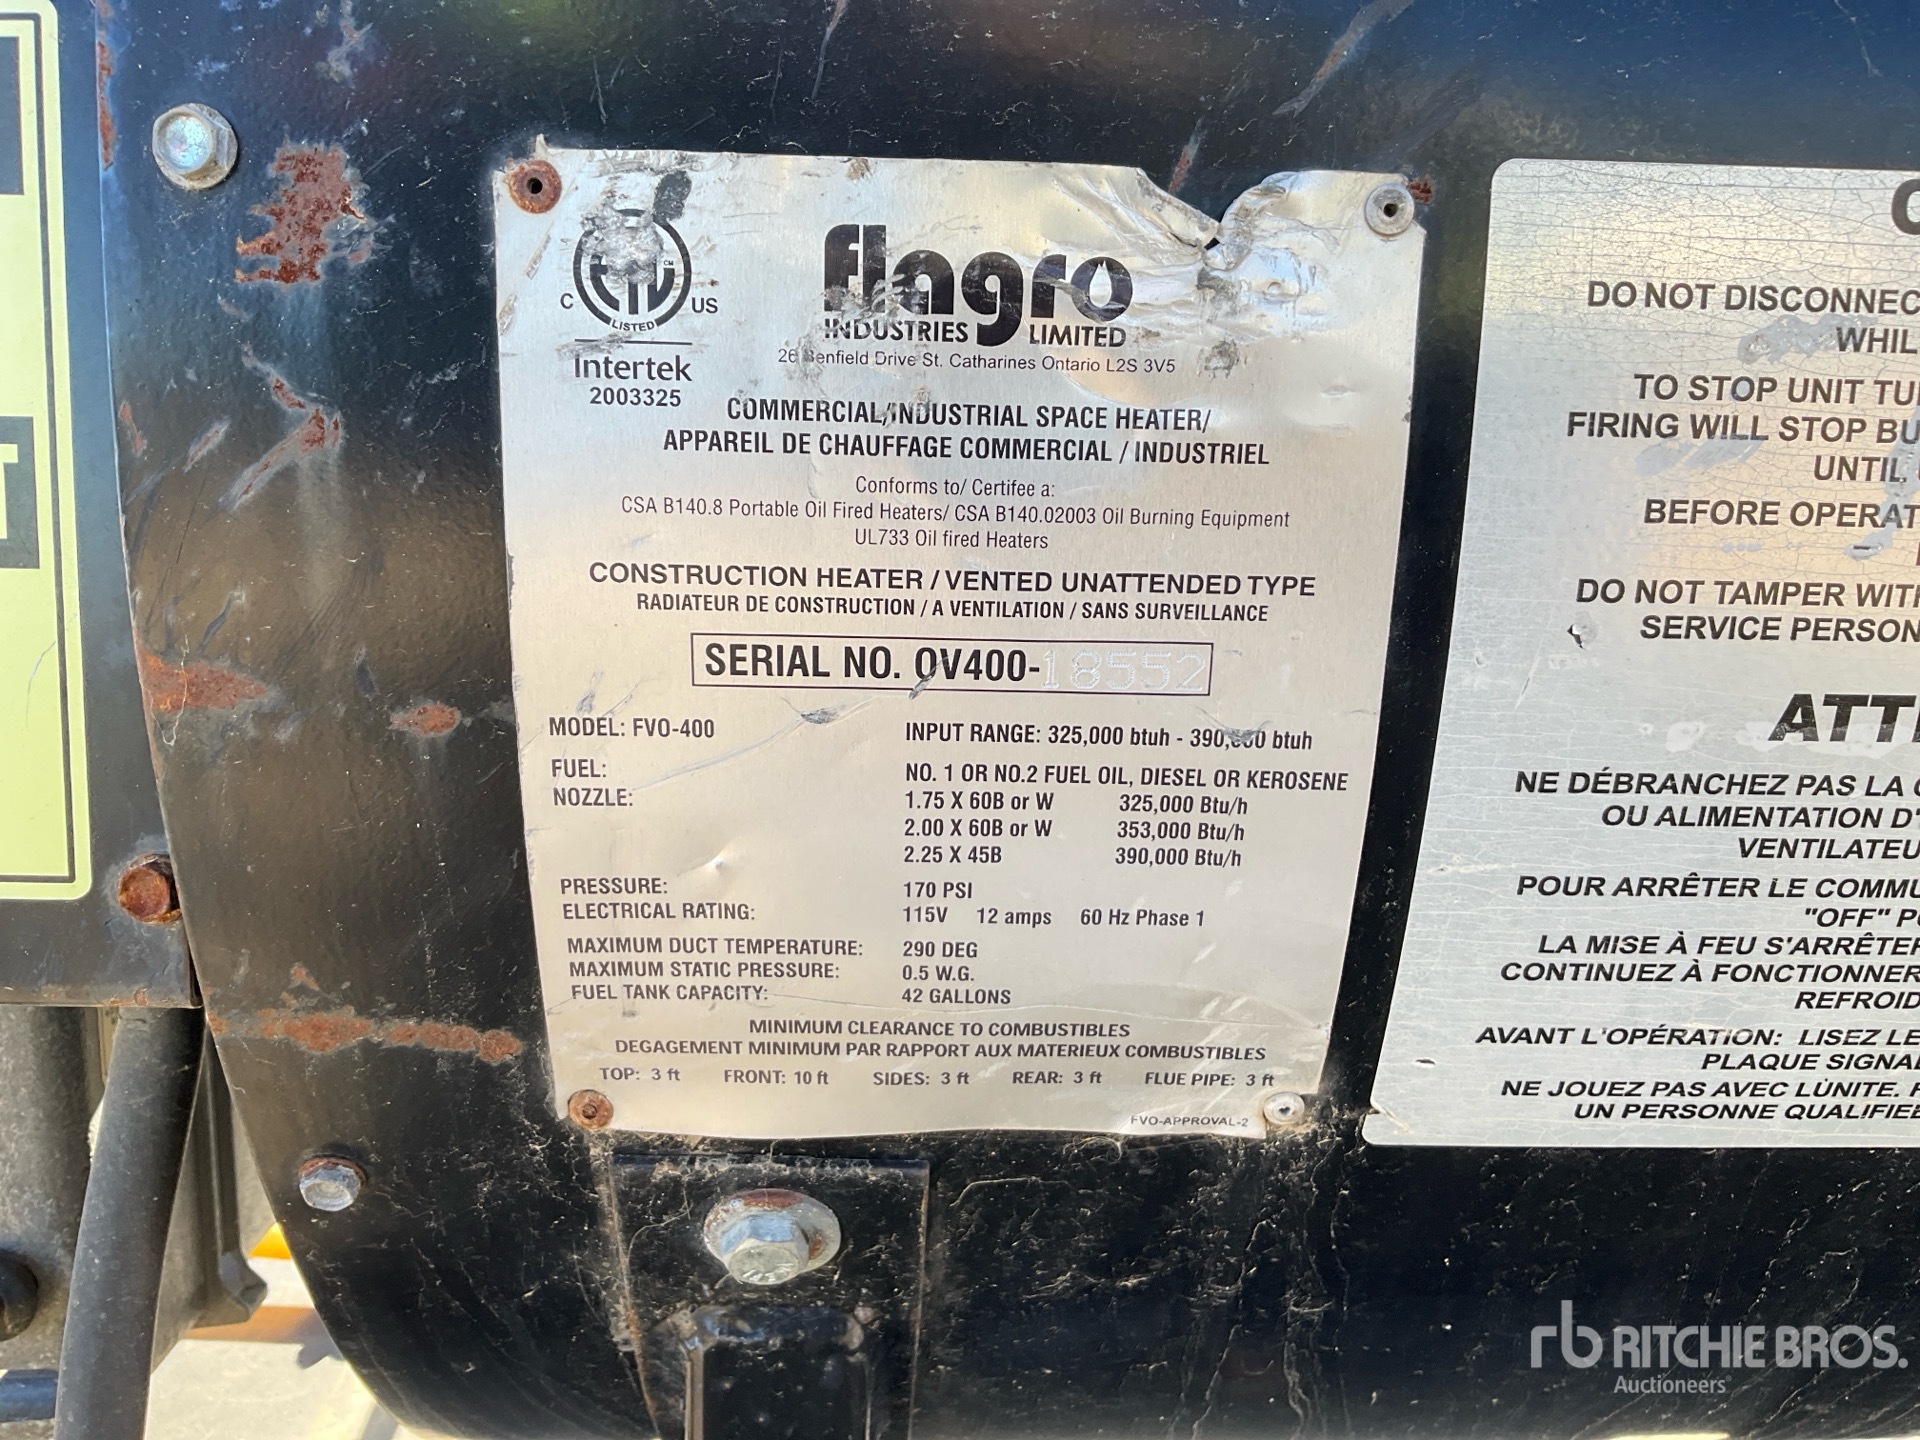 C US
LISTED
Intertek
2003325
flagro
INDUSTRIES LIMITED
26 Benfield Drive St. Catharines Ontario L2S 3V5
COMMERCIAL/INDUSTRIAL SPACE HEATER/
APPAREIL DE CHAUFFAGE COMMERCIAL / INDUSTRIEL
Conforms to/ Certifee a:
CSA B140.8 Portable Oil Fired Heaters/ CSA B140.02003 Oil Burning Equipment
UL733 Oil fired Heaters
CONSTRUCTION HEATER / VENTED UNATTENDED TYPE
RADIATEUR DE CONSTRUCTION / A VENTILATION / SANS SURVEILLANCE
SERIAL NO. OV400-18552
MODEL: FVO-400 INPUT RANGE: 325,000 btuh - 390,000 btuh
FUEL: NO. 1 OR NO.2 FUEL OIL, DIESEL OR KEROSENE
NOZZLE: 1.75 X 60B or W 325,000 Btu/h
2.00 X 60B or W 353,000 Btu/h
2.25 X 45B 390,000 Btu/h
PRESSURE: 170 PSI
ELECTRICAL RATING: 115V 12 amps 60 Hz Phase 1
MAXIMUM DUCT TEMPERATURE: 290 DEG
MAXIMUM STATIC PRESSURE: 0.5 W.G.
FUEL TANK CAPACITY: 42 GALLONS
MINIMUM CLEARANCE TO COMBUSTIBLES
DEGAGEMENT MINIMUM PAR RAPPORT AUX MATERIEUX COMBUSTIBLES
TOP: 3 ft FRONT: 10 ft SIDES: 3 ft REAR: 3 ft FLUE PIPE: 3 ft
FVO-APPROVAL-2
DO NOT DISCONNEC
WHIL
TO STOP UNIT TU
FIRING WILL STOP BU
UNTIL
BEFORE OPERAT
DO NOT TAMPER WIT
SERVICE PERSON
ATT
NE DÉBRANCHEZ PAS LA
OU ALIMENTATION D'
VENTILATEU
POUR ARRÊTER LE COMMU
"OFF" PO
LA MISE À FEU S'ARRÊTER
CONTINUEZ À FONCTIONNER
REFROID
AVANT L'OPÉRATION: LISEZ LE
PLAQUE SIGNAL
NE JOUEZ PAS AVEC LÙNITE.
UN PERSONNE QUALIFIEE
rb RITCHIE BROS.
Auctioneers